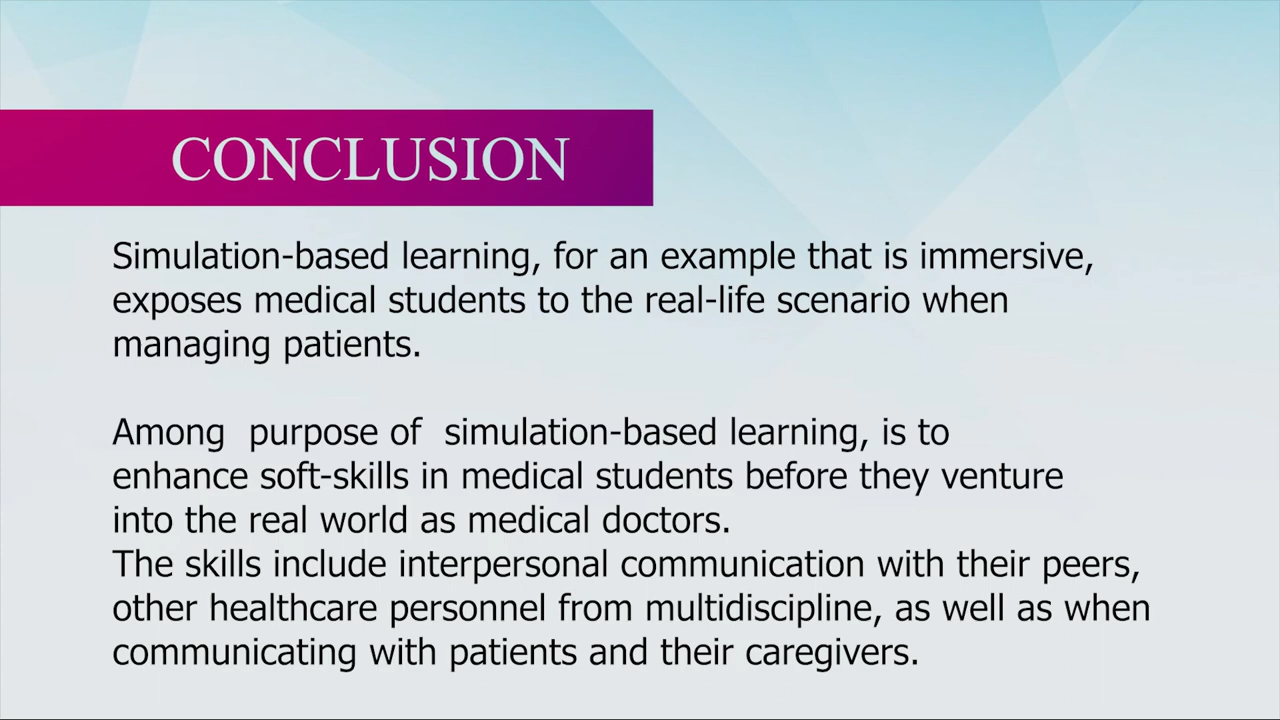 CONCLUSION
Simulation-based learning, for an example that is immersive,
exposes medical students to the real-life scenario when
managing patients.
Among  purpose of  simulation-based learning, is to
enhance soft-skills in medical students before they venture
into the real world as medical doctors.
The skills include interpersonal communication with their peers,
other healthcare personnel from multidiscipline, as well as when
communicating with patients and their caregivers.